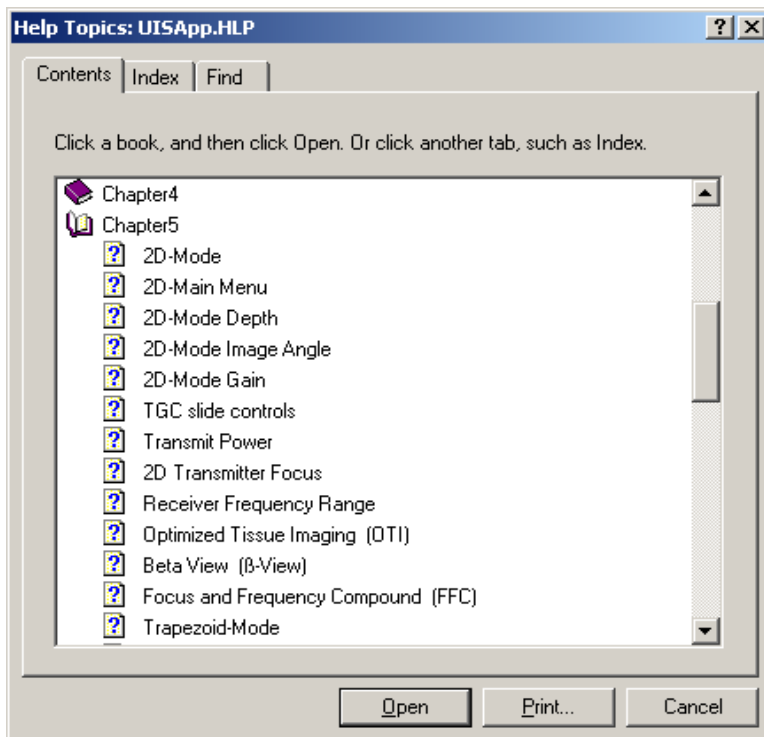 Help Topics: UISApp.HLP
Contents Index Find
Click a book, and then click Open. Or click another tab, such as Index.
Chapter4
Chapter5
2D-Mode
2D-Main Menu
2D-Mode Depth
2D-Mode Image Angle
2D-Mode Gain
TGC slide controls
Transmit Power
2D Transmitter Focus
Receiver Frequency Range
Optimized Tissue Imaging (OTI)
Beta View (ß-View)
Focus and Frequency Compound (FFC)
Trapezoid-Mode
Open Print... Cancel